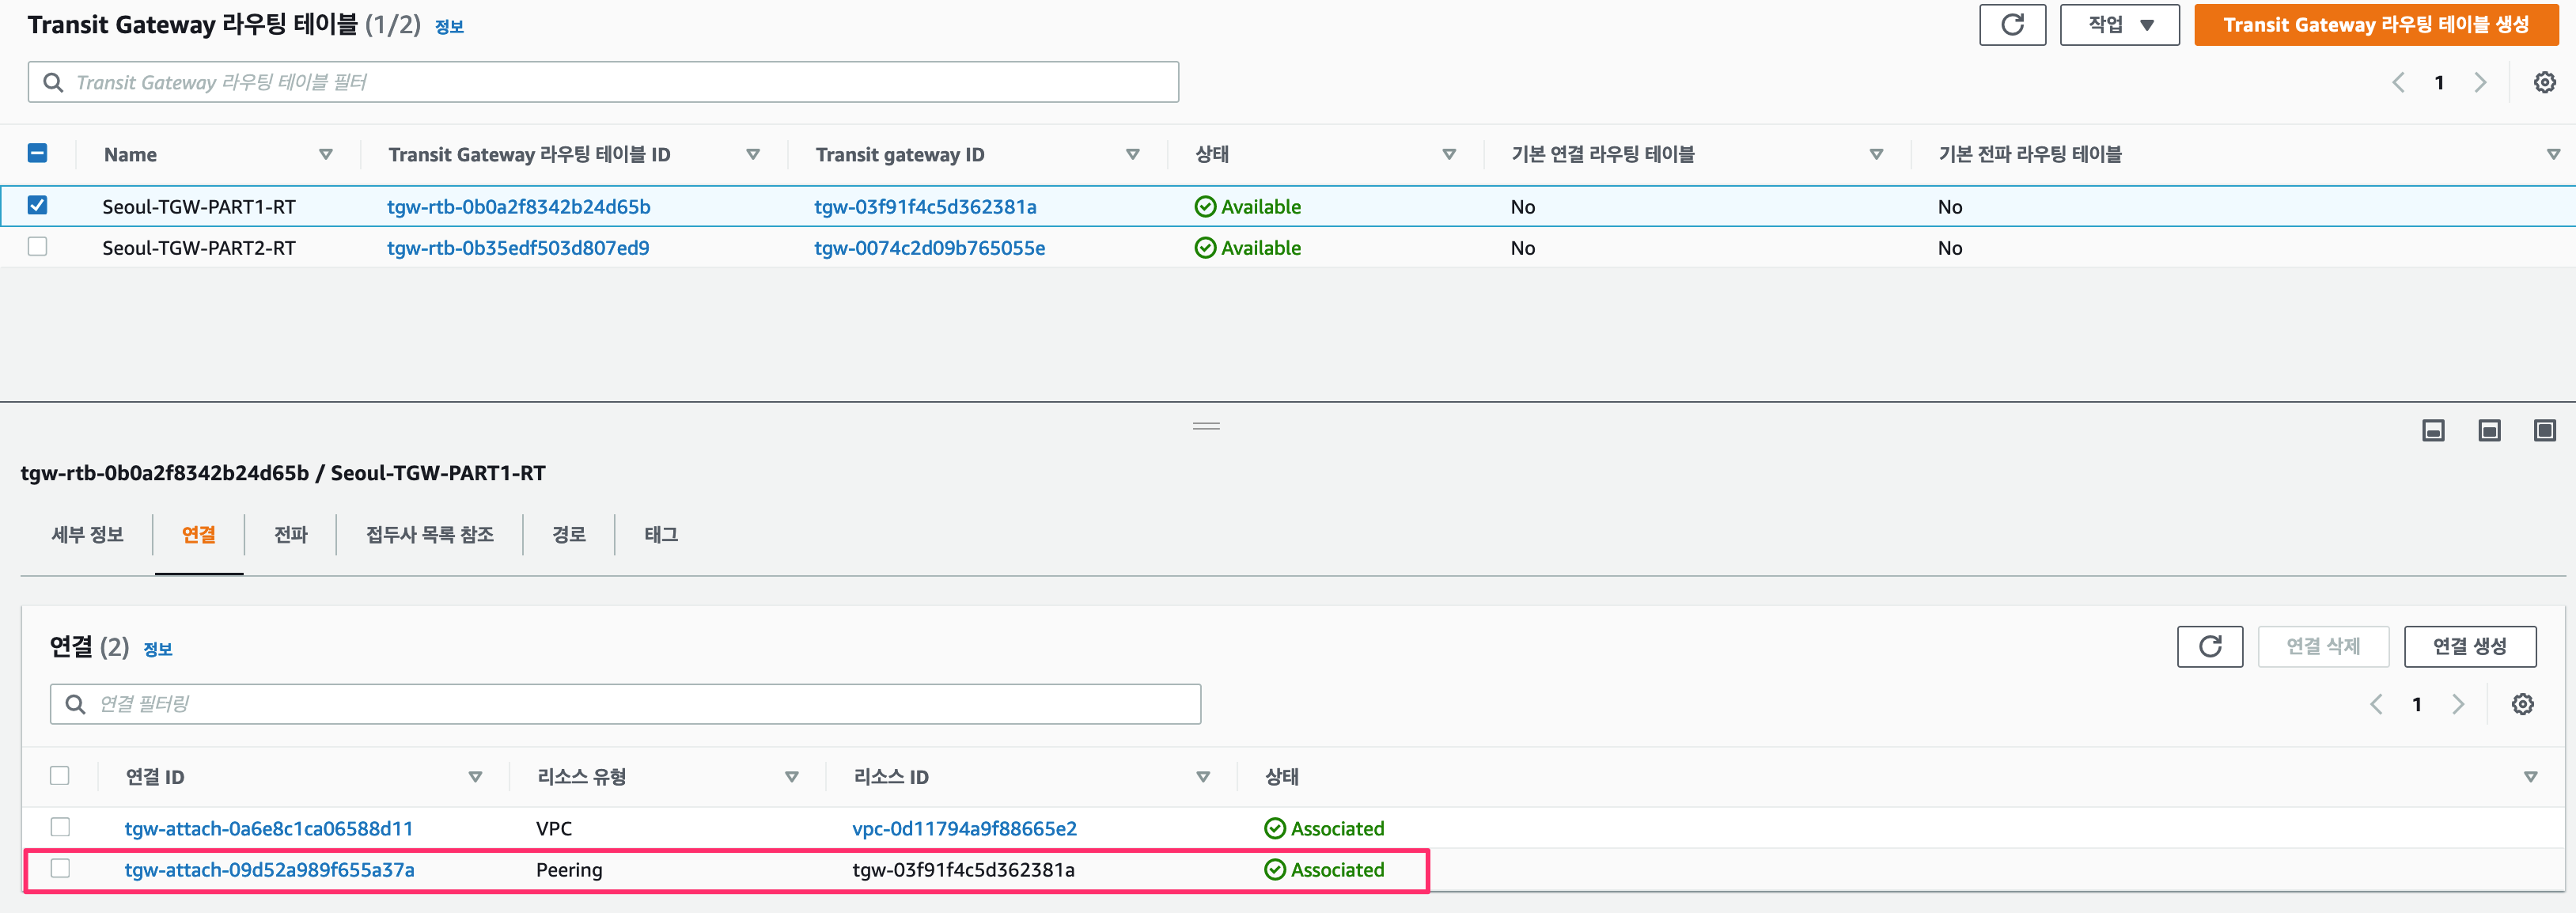 Transit Gateway 라우팅 테이블 (1/2) 정보
작업
Transit Gateway 라우팅 테이블 생성
Transit Gateway 라우팅 테이블 필터
1
Name Transit Gateway 라우팅 테이블 ID Transit gateway ID 상태 기본 연결 라우팅 테이블 기본 전파 라우팅 테이블
Seoul-TGW-PART1-RT tgw-rtb-0b0a2f8342b24d65b tgw-03f91f4c5d362381a Available No No
Seoul-TGW-PART2-RT tgw-rtb-0b35edf503d807ed9 tgw-0074c2d09b765055e Available No No
tgw-rtb-0b0a2f8342b24d65b / Seoul-TGW-PART1-RT
세부 정보 연결 전파 접두사 목록 참조 경로 태그
연결 (2) 정보
연결 삭제 연결 생성
연결 필터링
1
연결 ID 리소스 유형 리소스 ID 상태
tgw-attach-0a6e8c1ca06588d11 VPC vpc-0d11794a9f88665e2 Associated
tgw-attach-09d52a989f655a37a Peering tgw-03f91f4c5d362381a Associated